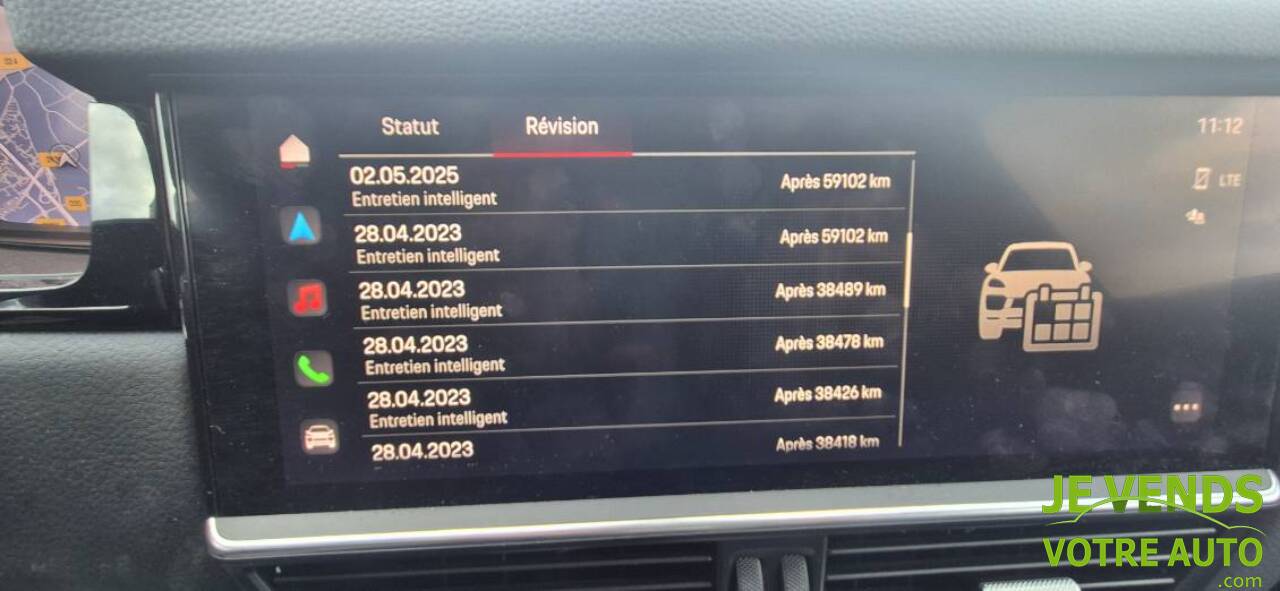 Statut Révision
11:12
LTE
02.05.2025 Après 59102 km
Entretien intelligent
28.04.2023 Après 59102 km
Entretien intelligent
28.04.2023 Après 38489 km
Entretien intelligent
28.04.2023 Après 38478 km
Entretien intelligent
28.04.2023 Après 38426 km
Entretien intelligent
28.04.2023 Après 38418 km
JE VENDS
VOTRE AUTO
.com